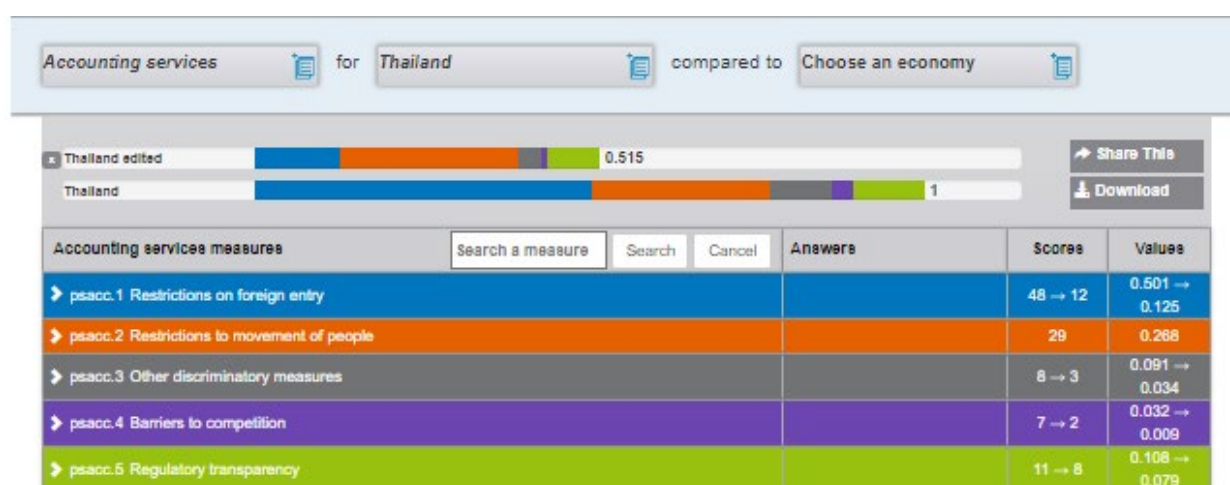 Accounting services for Thailand compared to Choose an economy
x Thailand edited 0.515 Share This
Thailand 1 Download
Accounting services measures Search a measure Search Cancel Answers Scores Values
psacc.1 Restrictions on foreign entry 48 → 12 0.501 → 0.125
psacc.2 Restrictions to movement of people 29 0.268
psacc.3 Other discriminatory measures 8 → 3 0.091 → 0.034
psacc.4 Barriers to competition 7 → 2 0.032 → 0.009
psacc.5 Regulatory transparency 11 → 8 0.108 → 0.079